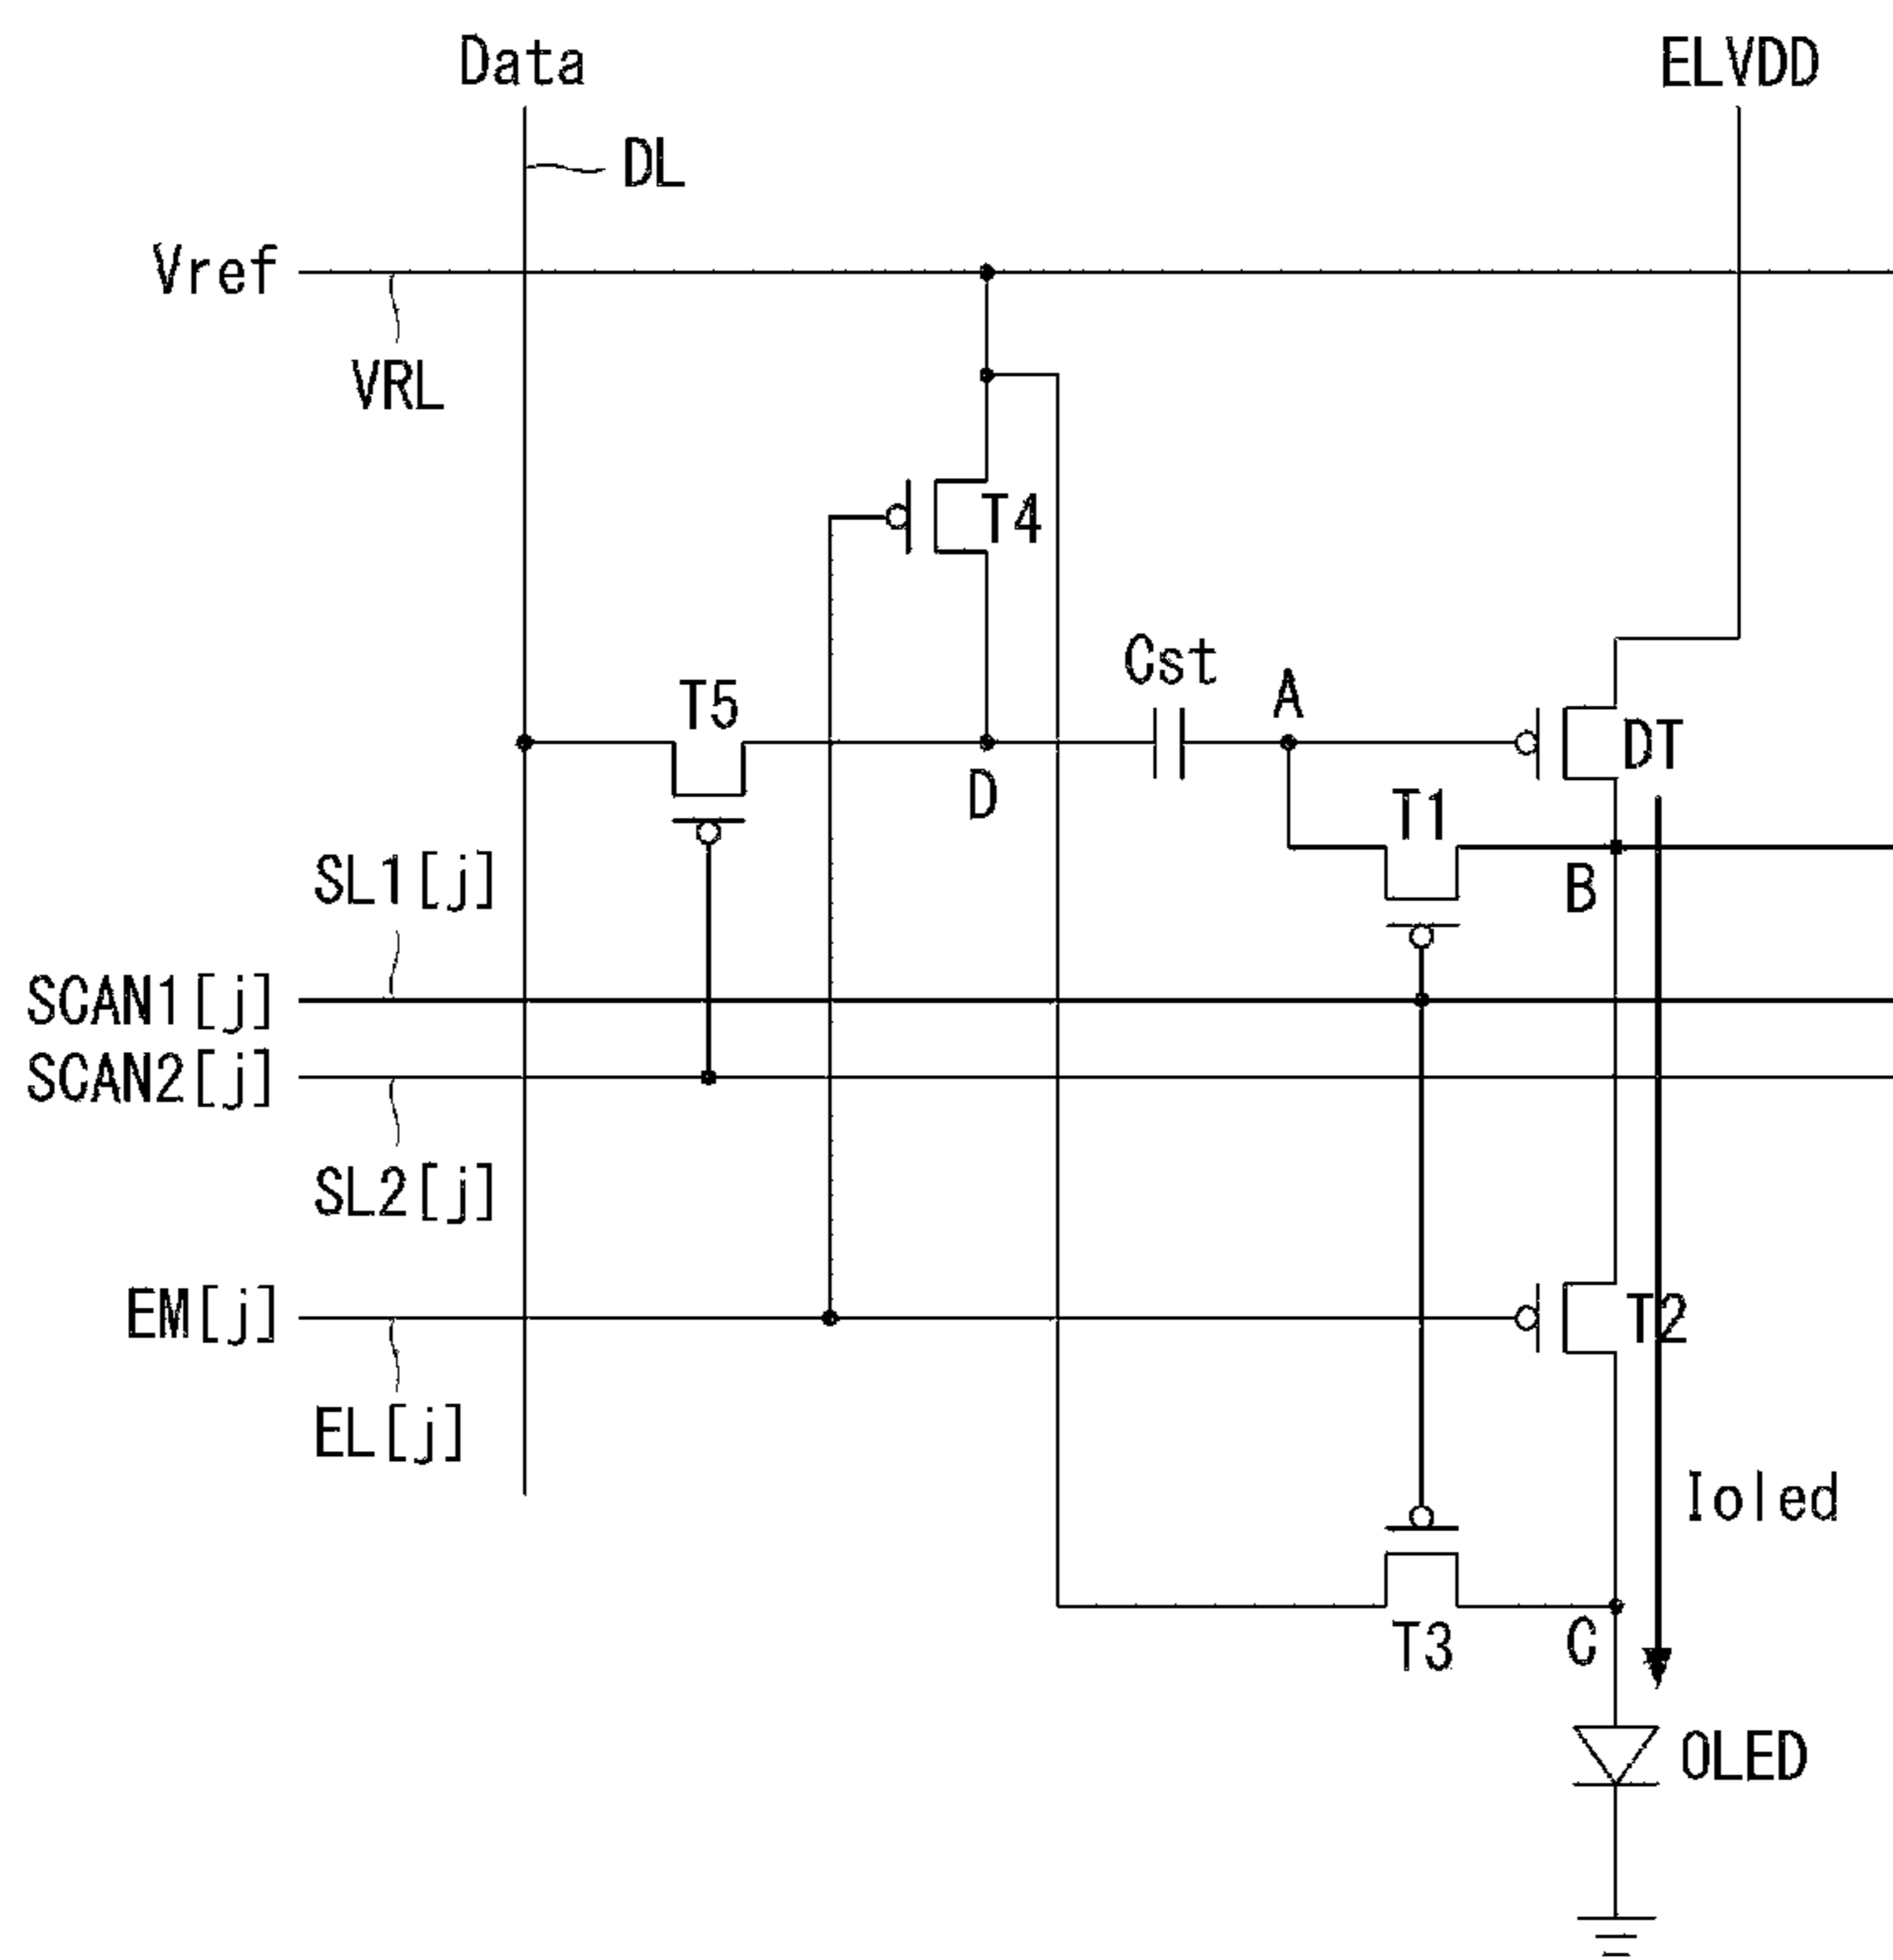 Data
ELVDD
DL
Vref
VRL
T4
Cst
A
T5
DT
D
T1
B
SL1[j]
SCAN1[j]
SCAN2[j]
SL2[j]
EM[j]
T2
EL[j]
Ioled
T3
C
OLED